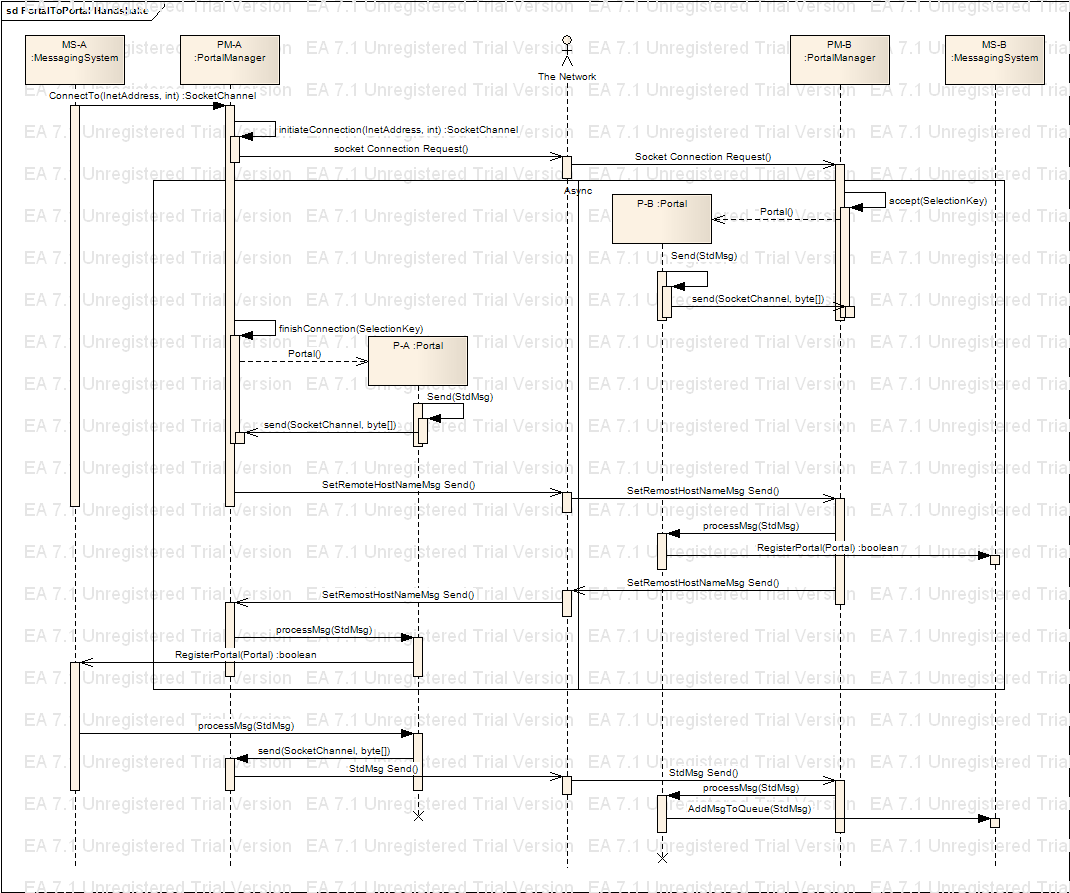 sd PortalToPortal Handshake
MS-A
:MessagingSystem
PM-A
:PortalManager
The Network
PM-B
:PortalManager
MS-B
:MessagingSystem
ConnectTo(InetAddress, int) :SocketChannel
initiateConnection(InetAddress, int) :SocketChannel
socket Connection Request()
Socket Connection Request()
Async
P-B :Portal
accept(SelectionKey)
Portal()
Send(StdMsg)
send(SocketChannel, byte[])
finishConnection(SelectionKey)
Portal()
P-A :Portal
Send(StdMsg)
send(SocketChannel, byte[])
SetRemoteHostNameMsg Send()
SetRemostHostNameMsg Send()
processMsg(StdMsg)
RegisterPortal(Portal) :boolean
SetRemostHostNameMsg Send()
SetRemostHostNameMsg Send()
processMsg(StdMsg)
RegisterPortal(Portal) :boolean
processMsg(StdMsg)
send(SocketChannel, byte[])
StdMsg Send()
StdMsg Send()
processMsg(StdMsg)
AddMsgToQueue(StdMsg)
EA 7.1 Unregistered Trial Version